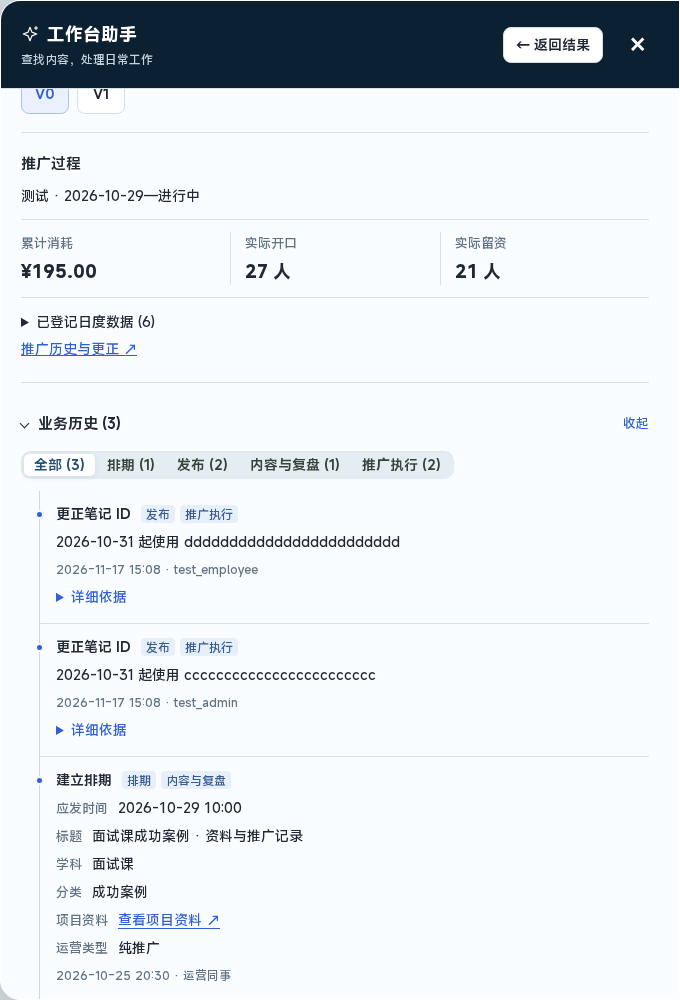 工作台助手
查找内容，处理日常工作
← 返回结果
×
V0 V1
推广过程
测试 · 2026-10-29—进行中
累计消耗 实际开口 实际留资
¥195.00 27 人 21 人
▶ 已登记日度数据 (6)
推广历史与更正 ↗
业务历史 (3) 收起
全部 (3) 排期 (1) 发布 (2) 内容与复盘 (1) 推广执行 (2)
更正笔记 ID 发布 推广执行
2026-10-31 起使用 dddddddddddddddddddddddd
2026-11-17 15:08 · test_employee
▶ 详细依据
更正笔记 ID 发布 推广执行
2026-10-31 起使用 cccccccccccccccccccccccc
2026-11-17 15:08 · test_admin
▶ 详细依据
建立排期 排期 内容与复盘
应发时间 2026-10-29 10:00
标题 面试课成功案例 · 资料与推广记录
学科 面试课
分类 成功案例
项目资料 查看项目资料 ↗
运营类型 纯推广
2026-10-25 20:30 · 运营同事